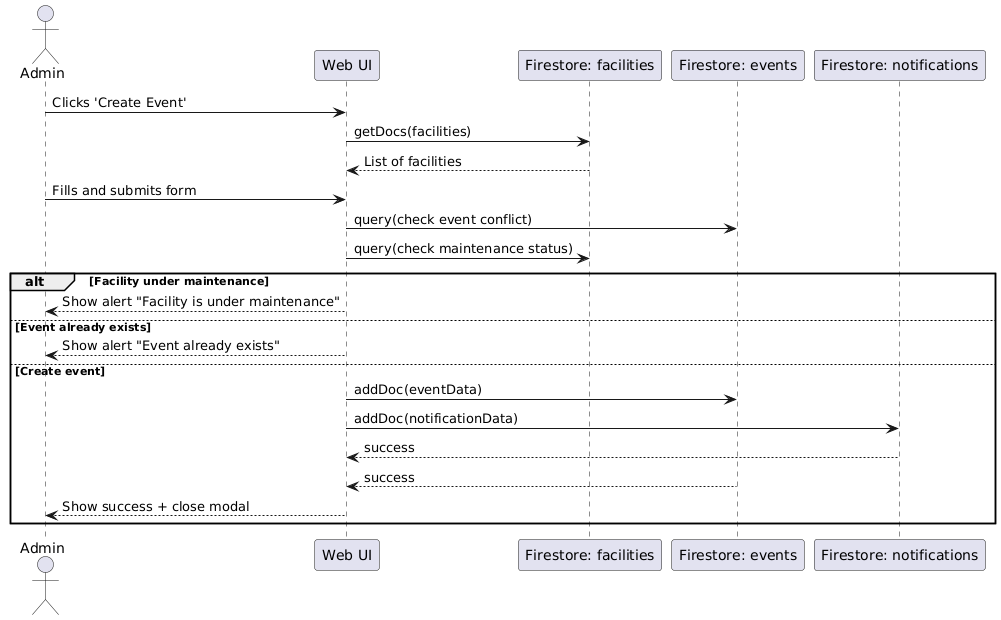 Admin
Web UI
Firestore: facilities
Firestore: events
Firestore: notifications
Clicks 'Create Event'
getDocs(facilities)
List of facilities
Fills and submits form
query(check event conflict)
query(check maintenance status)
alt [Facility under maintenance]
Show alert "Facility is under maintenance"
[Event already exists]
Show alert "Event already exists"
[Create event]
addDoc(eventData)
addDoc(notificationData)
success
success
Show success + close modal
Admin
Web UI
Firestore: facilities
Firestore: events
Firestore: notifications